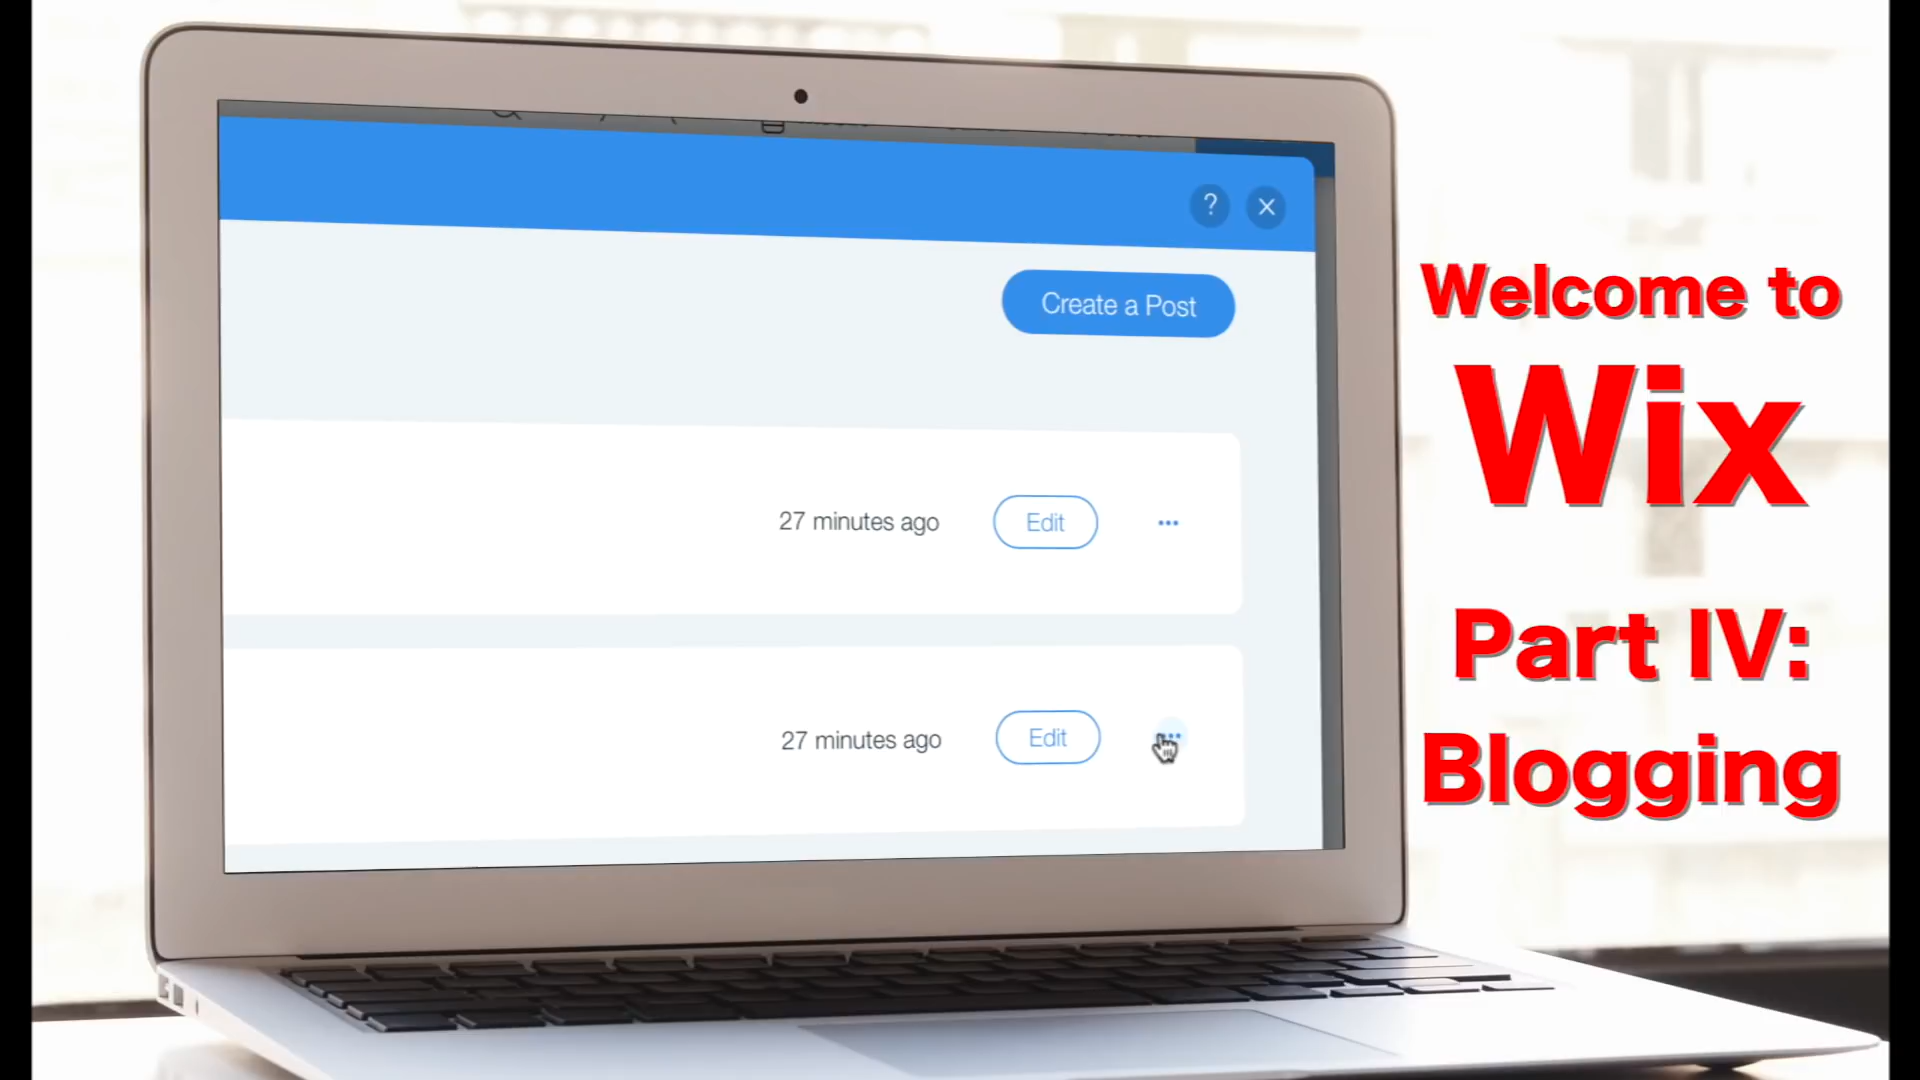 ?
Create a Post
27 minutes ago
Edit
27 minutes ago
Edit
Welcome to
Wix
Part IV:
Blogging